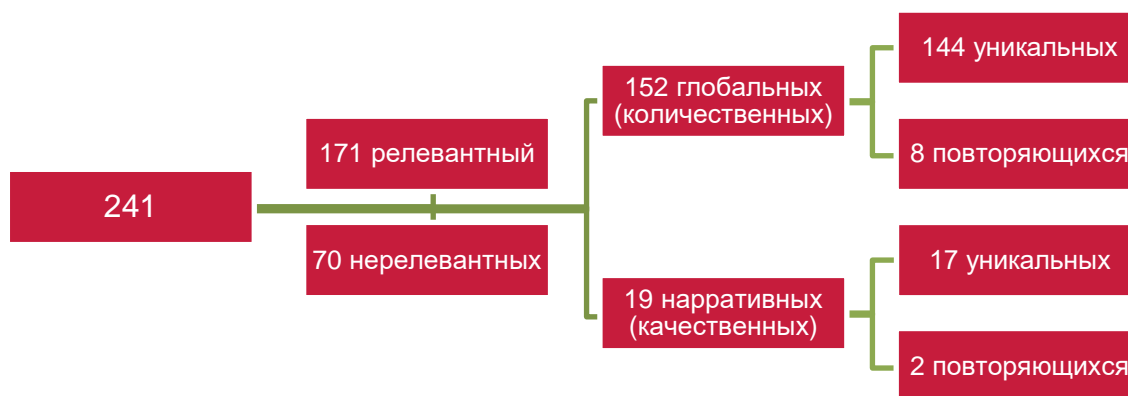 241
171 релевантный
70 нерелевантных
152 глобальных
(количественных)
19 нарративных
(качественных)
144 уникальных
8 повторяющихся
17 уникальных
2 повторяющихся